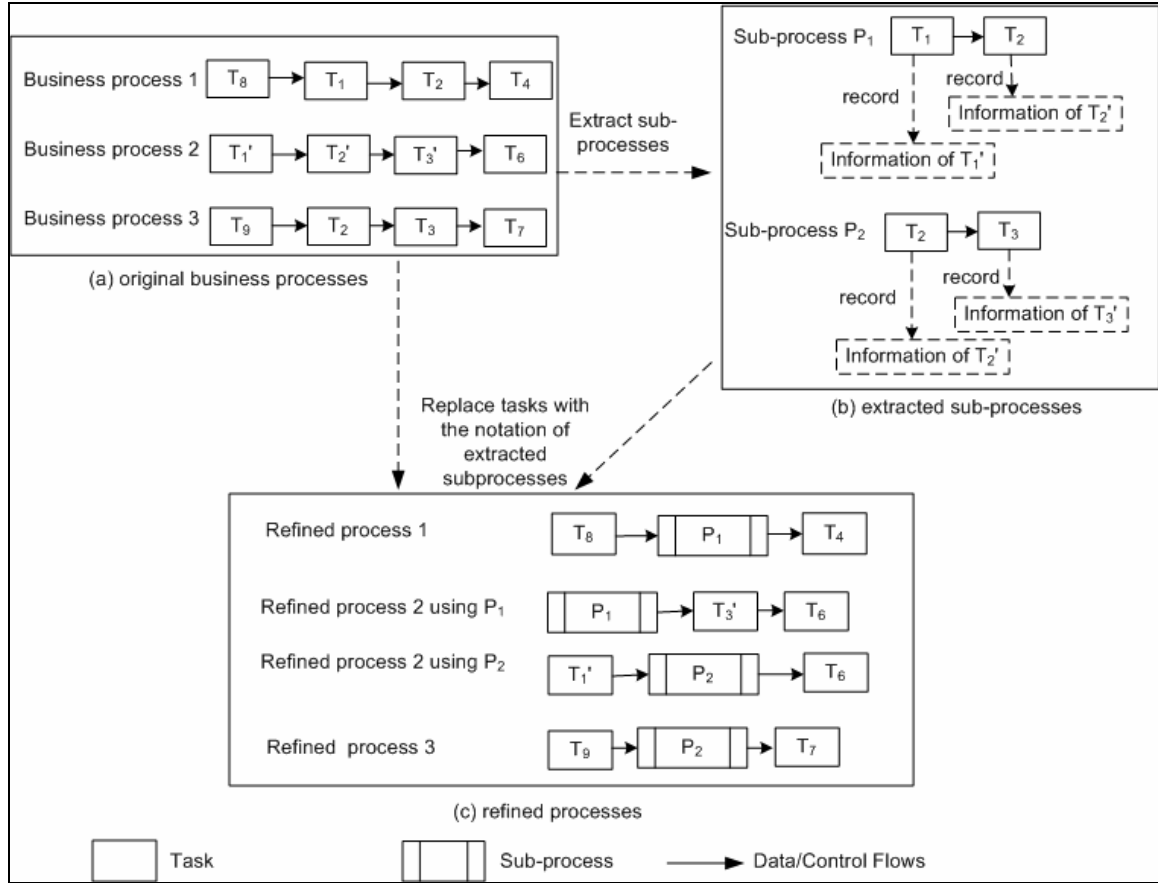 Business process 1 T₈ T₁ T₂ T₄
Business process 2 T₁' T₂' T₃' T₆
Business process 3 T₉ T₂ T₃ T₇
(a) original business processes
Extract sub-
processes
Sub-process P₁ T₁ T₂
record
record
Information of T₂'
Information of T₁'
Sub-process P₂ T₂ T₃
record
record
Information of T₃'
Information of T₂'
(b) extracted sub-processes
Replace tasks with
the notation of
extracted
subprocesses
Refined process 1 T₈ P₁ T₄
Refined process 2 using P₁ P₁ T₃' T₆
Refined process 2 using P₂ T₁' P₂ T₆
Refined process 3 T₉ P₂ T₇
(c) refined processes
Task Sub-process Data/Control Flows